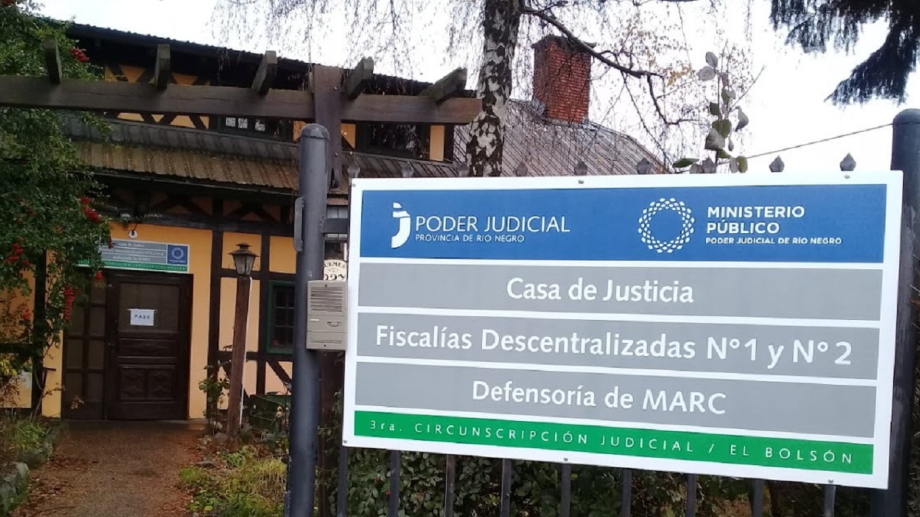 PODER JUDICIAL
PROVINCIA DE RÍO NEGRO
MINISTERIO
PÚBLICO
PODER JUDICIAL DE RÍO NEGRO
Casa de Justicia
Fiscalías Descentralizadas N°1 y N°2
Defensoría de MARC
3ra. CIRCUNSCRIPCIÓN JUDICIAL / EL BOLSÓN
PASE